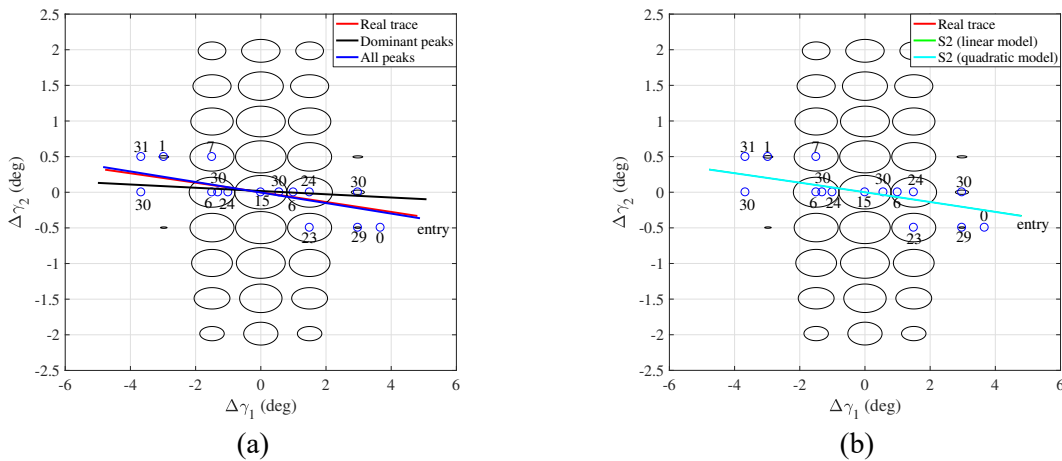 2.5
2
1.5
1
0.5
0
-0.5
-1
-1.5
-2
-2.5
-6 -4 -2 0 2 4 6
Δγ1 (deg)
Δγ2 (deg)
Real trace
Dominant peaks
All peaks
31 1 7
30 30 24 30
30 6 24 15 6
23 29 0
entry
(a)
2.5
2
1.5
1
0.5
0
-0.5
-1
-1.5
-2
-2.5
-6 -4 -2 0 2 4 6
Δγ1 (deg)
Δγ2 (deg)
Real trace
S2 (linear model)
S2 (quadratic model)
31 1 7
30 30 24 30
30 6 24 15 6
0
23 29
entry
(b)